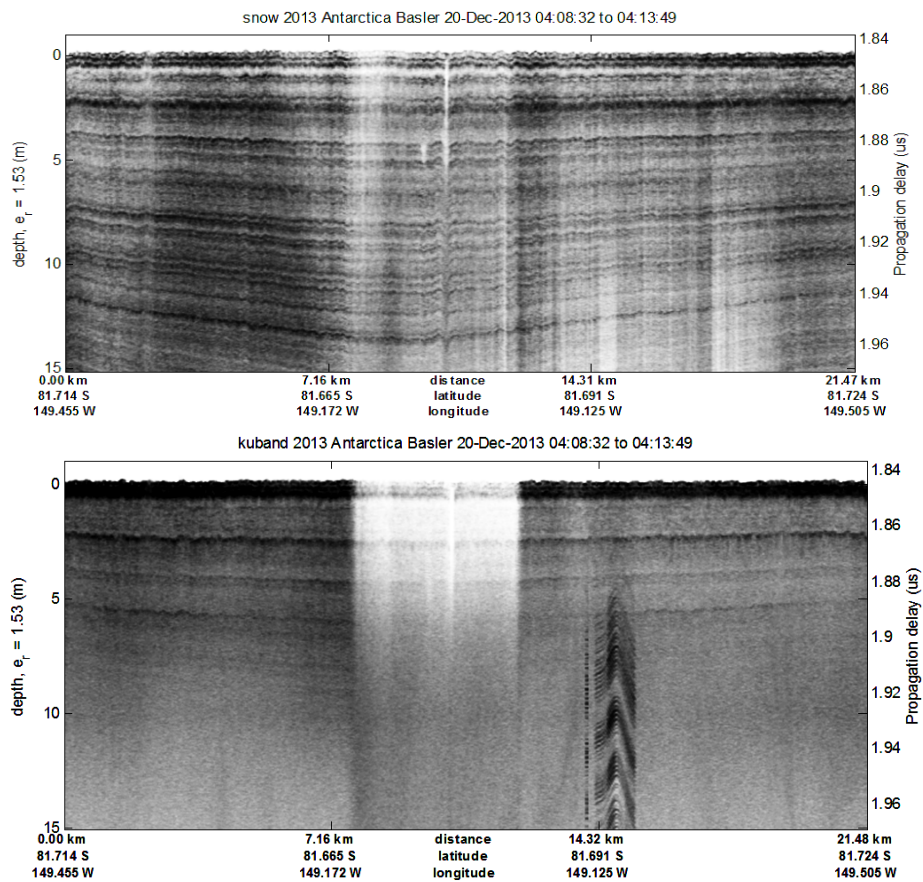 snow 2013 Antarctica Basler 20-Dec-2013 04:08:32 to 04:13:49
depth, e_r = 1.53 (m)
0
5
10
15
1.84
1.86
1.88
1.9
1.92
1.94
1.96
Propagation delay (us)
0.00 km 7.16 km distance 14.31 km 21.47 km
81.714 S 81.665 S latitude 81.691 S 81.724 S
149.455 W 149.172 W longitude 149.125 W 149.505 W
kuband 2013 Antarctica Basler 20-Dec-2013 04:08:32 to 04:13:49
depth, e_r = 1.53 (m)
0
5
10
15
1.84
1.86
1.88
1.9
1.92
1.94
1.96
Propagation delay (us)
0.00 km 7.16 km distance 14.32 km 21.48 km
81.714 S 81.665 S latitude 81.691 S 81.724 S
149.455 W 149.172 W longitude 149.125 W 149.505 W